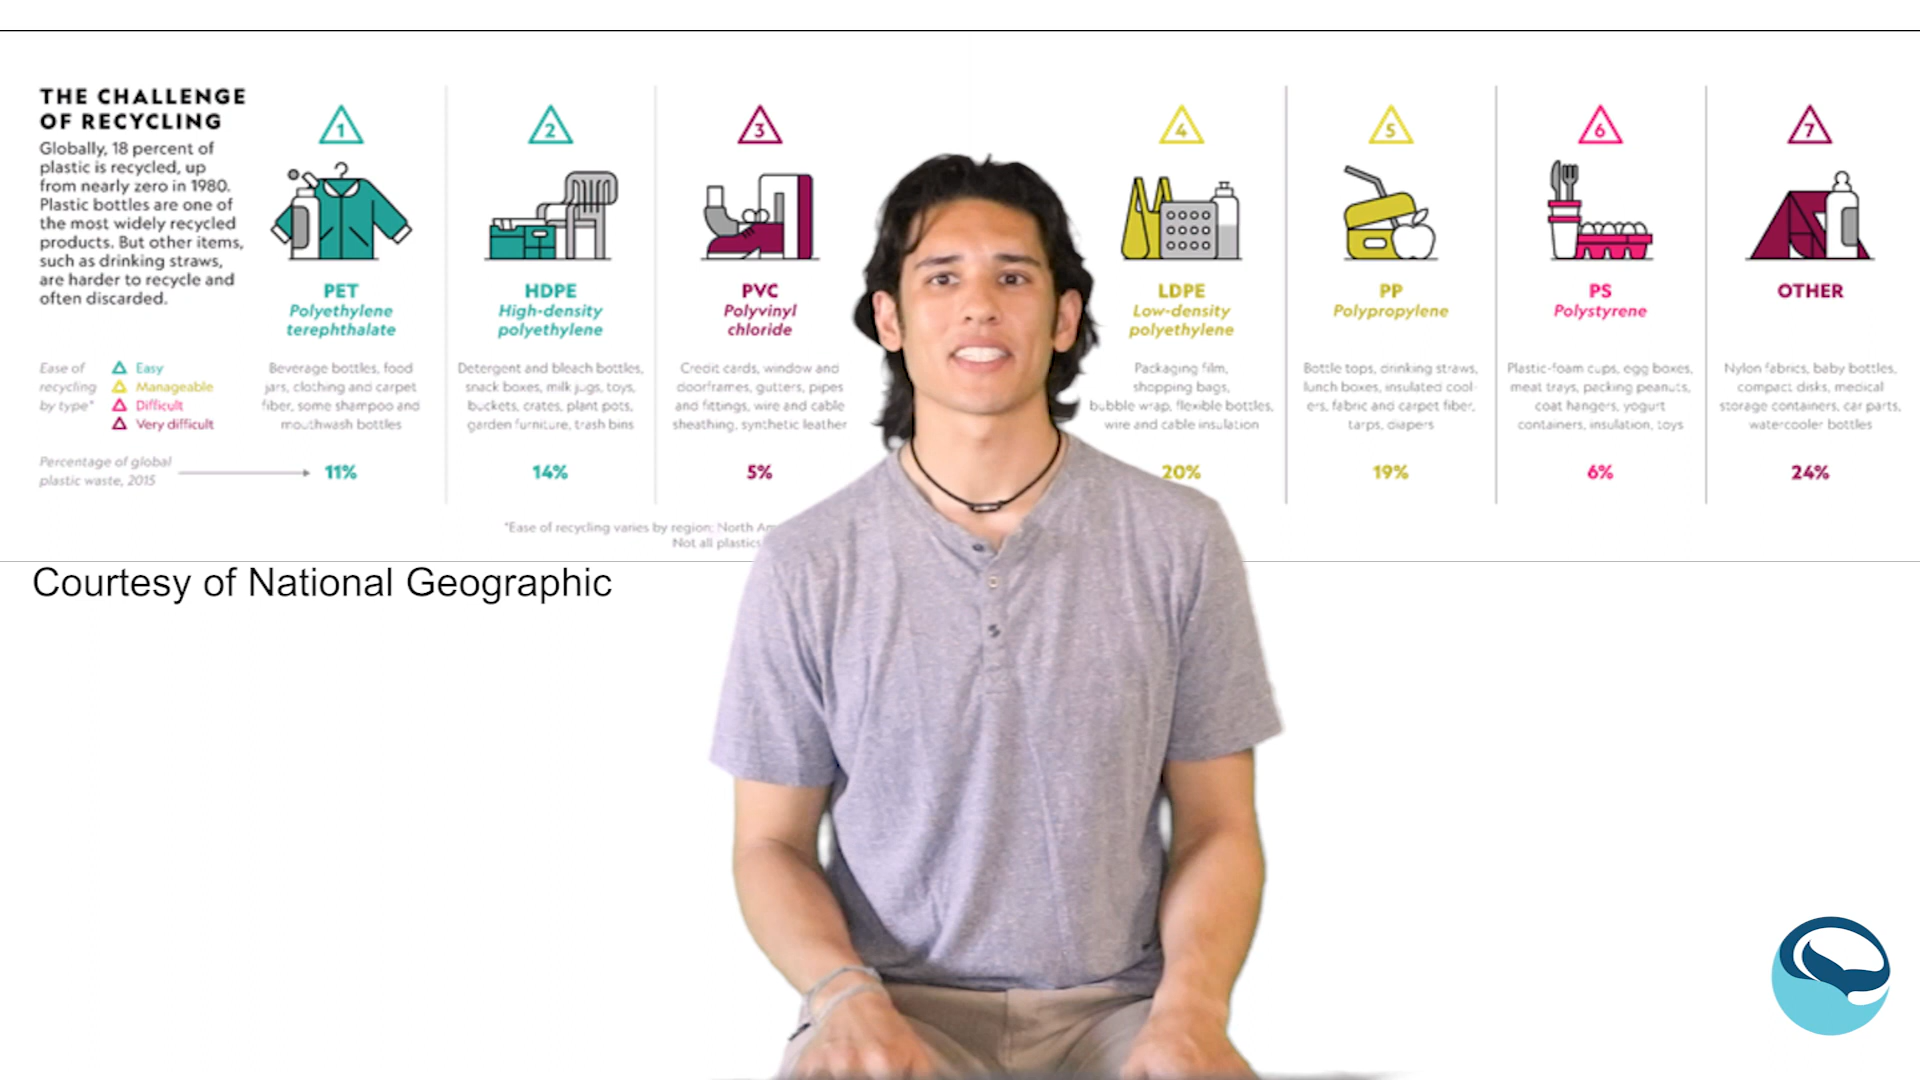 THE CHALLENGE
OF RECYCLING
Globally, 18 percent of
plastic is recycled, up
from nearly zero in 1980.
Plastic bottles are one of
the most widely recycled
products. But other items,
such as drinking straws,
are harder to recycle and
often discarded.
Ease of
recycling
by type*
Easy
Manageable
Difficult
Very difficult
Percentage of global
plastic waste, 2015
1
PET
Polyethylene
terephthalate
Beverage bottles, food
jars, clothing and carpet
fiber, some shampoo and
mouthwash bottles
11%
2
HDPE
High-density
polyethylene
Detergent and bleach bottles,
snack boxes, milk jugs, toys,
buckets, crates, plant pots,
garden furniture, trash bins
14%
3
PVC
Polyvinyl
chloride
Credit cards, window and
doorframes, gutters, pipes
and fittings, wire and cable
sheathing, synthetic leather
5%
4
LDPE
Low-density
polyethylene
Packaging film,
shopping bags,
bubble wrap, flexible bottles,
wire and cable insulation
20%
5
PP
Polypropylene
Bottle tops, drinking straws,
lunch boxes, insulated cool-
ers, fabric and carpet fiber,
tarps, diapers
19%
6
PS
Polystyrene
Plastic-foam cups, egg boxes,
meat trays, packing peanuts,
coat hangers, yogurt
containers, insulation, toys
6%
7
OTHER
Nylon fabrics, baby bottles,
compact disks, medical
storage containers, car parts,
watercooler bottles
24%
*Ease of recycling varies by region; North
Not all plastics
Courtesy of National Geographic